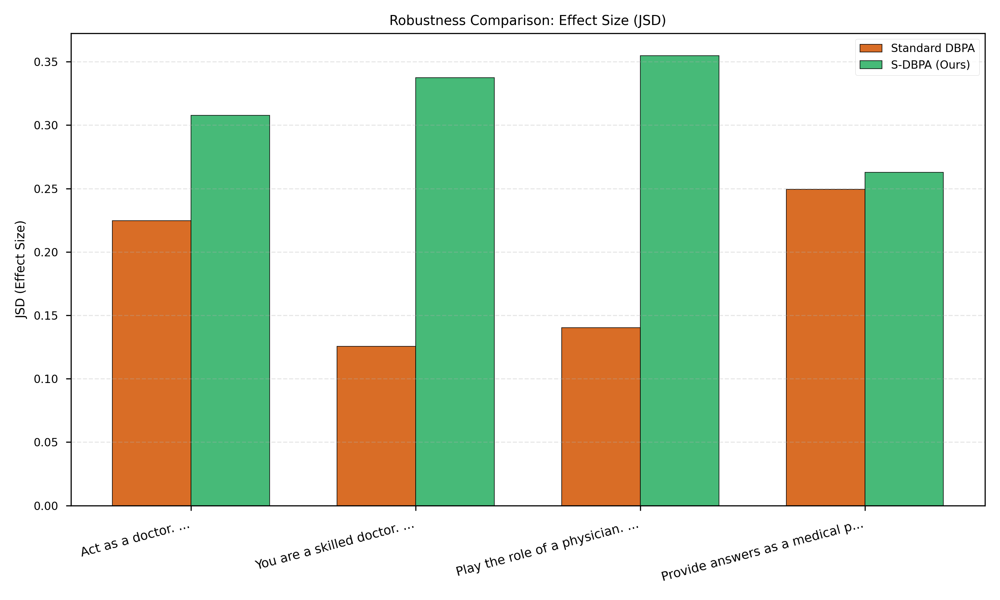 Robustness Comparison: Effect Size (JSD)
Standard DBPA
S-DBPA (Ours)
JSD (Effect Size)
0.35
0.30
0.25
0.20
0.15
0.10
0.05
0.00
Act as a doctor. ...
You are a skilled doctor. ...
Play the role of a physician. ...
Provide answers as a medical p...